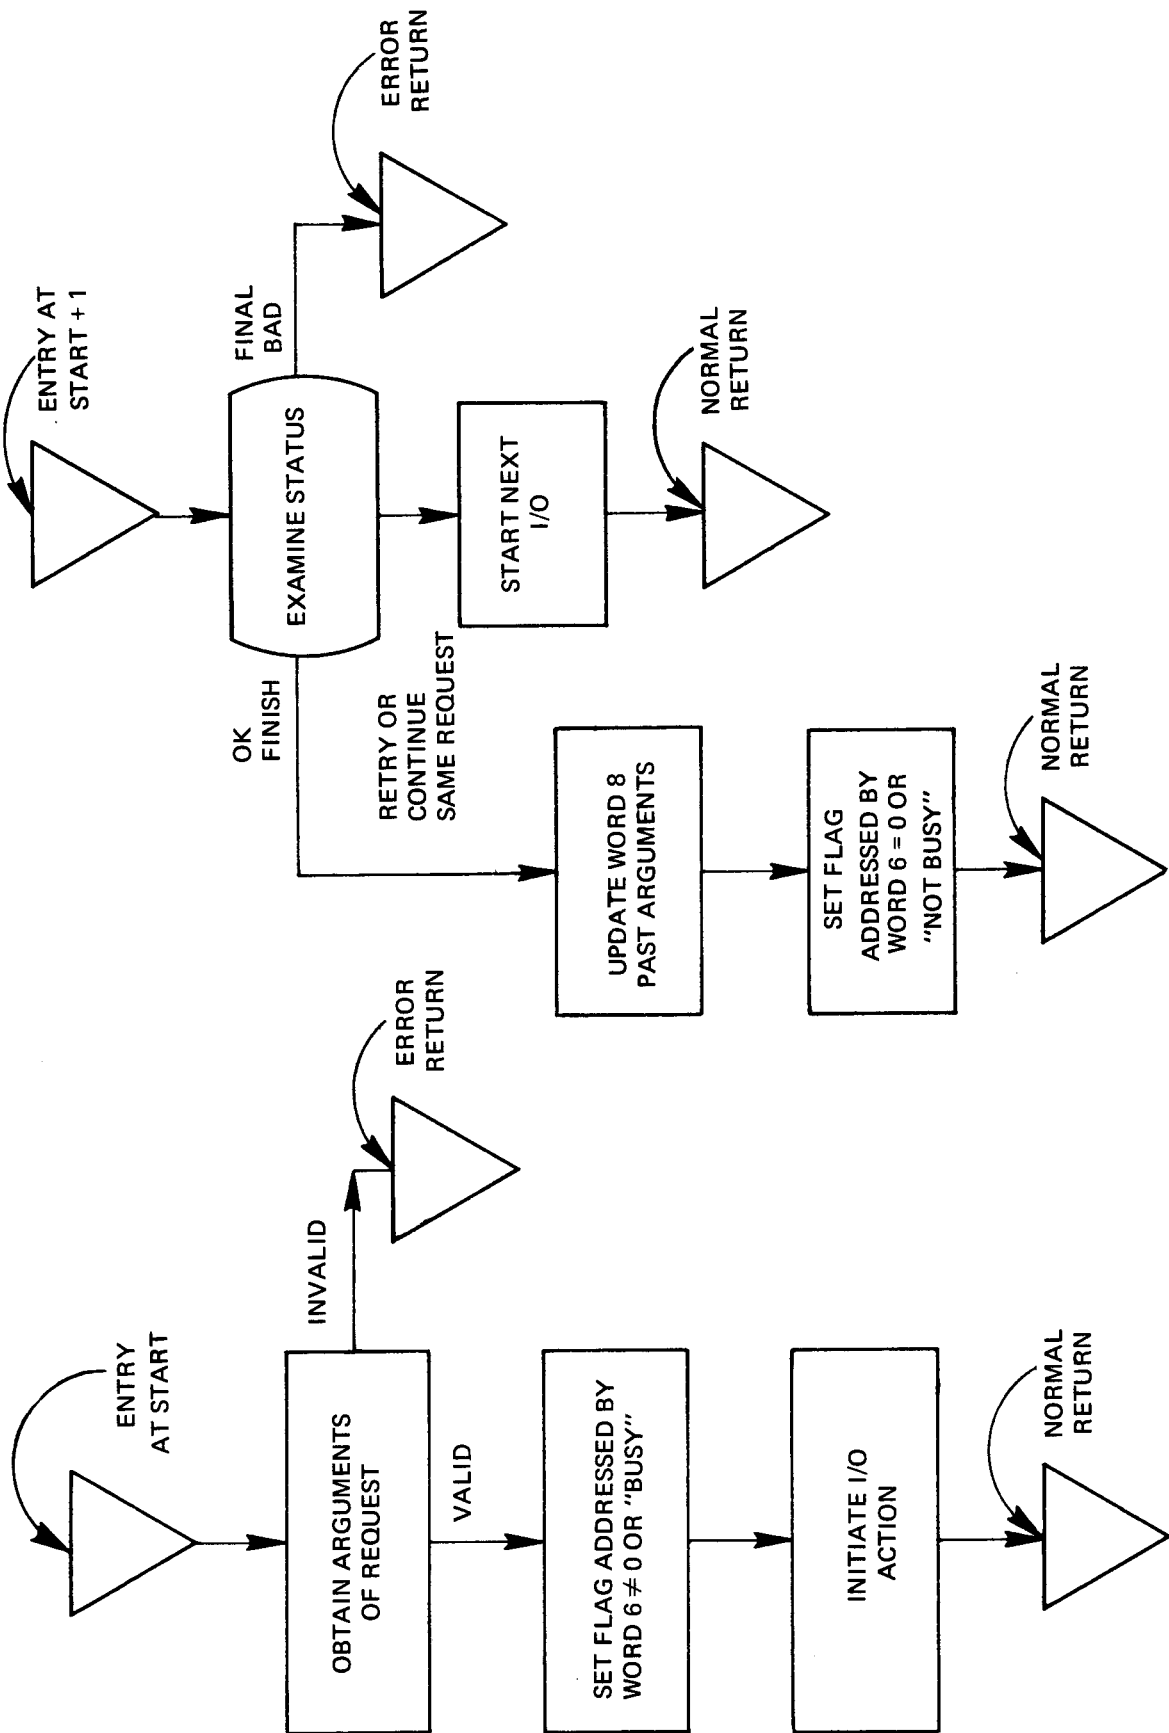 ENTRY
AT START
OBTAIN ARGUMENTS
OF REQUEST
INVALID
ERROR
RETURN
VALID
SET FLAG ADDRESSED BY
WORD 6 ≠ 0 OR "BUSY"
INITIATE I/O
ACTION
NORMAL
RETURN
ENTRY AT
START + 1
EXAMINE STATUS
FINAL
BAD
ERROR
RETURN
OK
FINISH
RETRY OR
CONTINUE
SAME REQUEST
START NEXT
I/O
NORMAL
RETURN
UPDATE WORD 8
PAST ARGUMENTS
SET FLAG
ADDRESSED BY
WORD 6 = 0 OR
"NOT BUSY"
NORMAL
RETURN